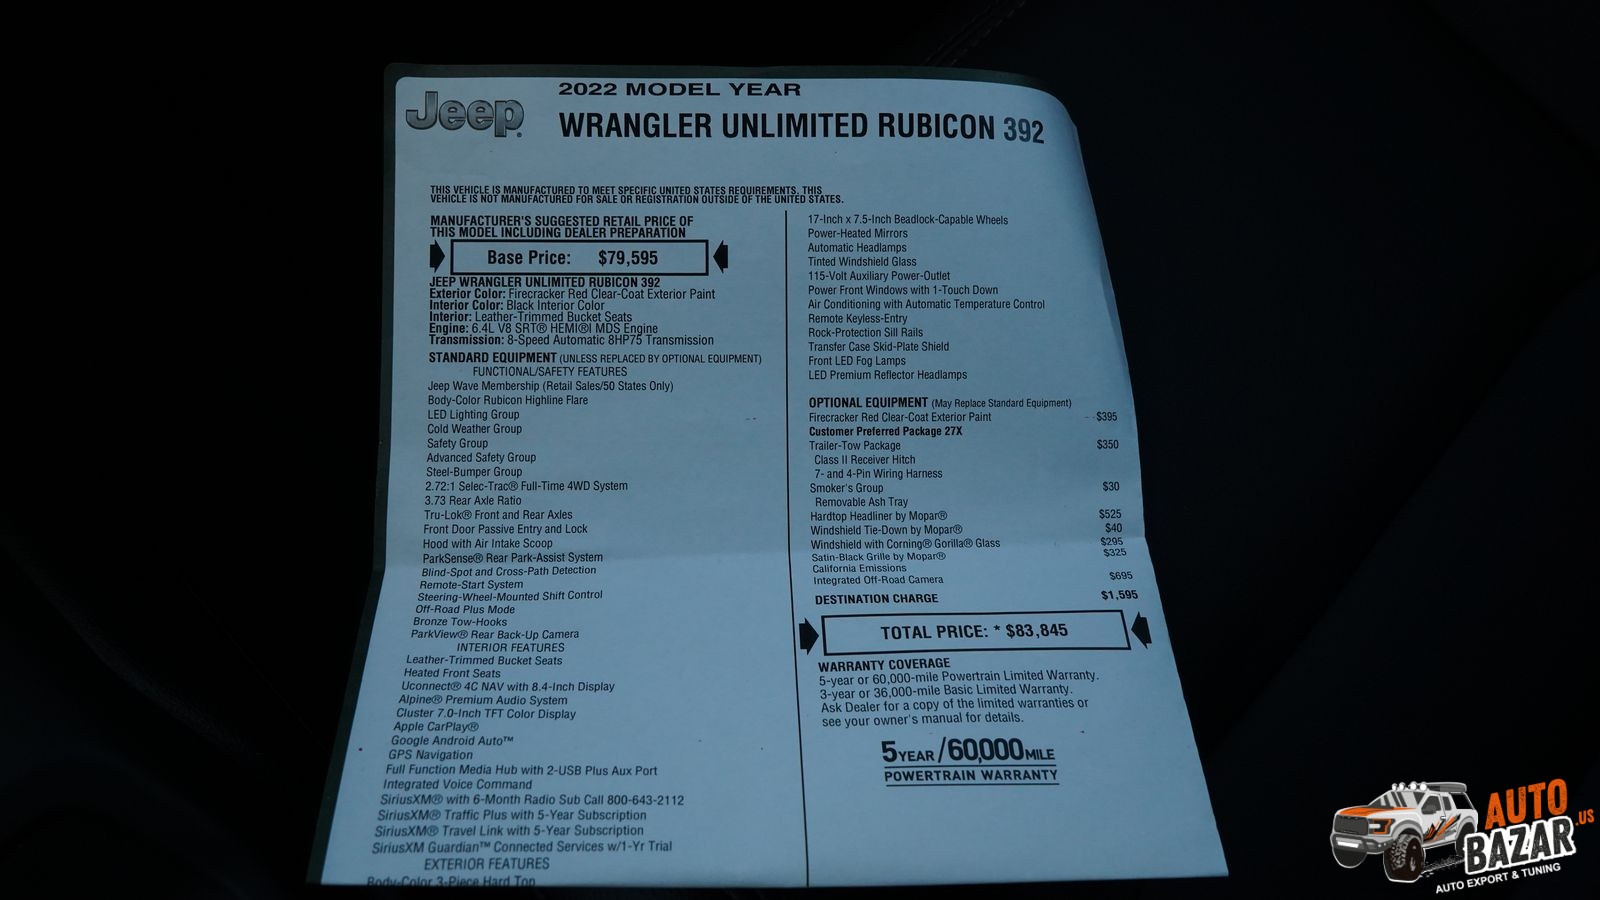 Jeep®
2022 MODEL YEAR
WRANGLER UNLIMITED RUBICON 392
THIS VEHICLE IS MANUFACTURED TO MEET SPECIFIC UNITED STATES REQUIREMENTS. THIS
VEHICLE IS NOT MANUFACTURED FOR SALE OR REGISTRATION OUTSIDE OF THE UNITED STATES.
MANUFACTURER'S SUGGESTED RETAIL PRICE OF
THIS MODEL INCLUDING DEALER PREPARATION
Base Price: $79,595
JEEP WRANGLER UNLIMITED RUBICON 392
Exterior Color: Firecracker Red Clear-Coat Exterior Paint
Interior Color: Black Interior Color
Interior: Leather-Trimmed Bucket Seats
Engine: 6.4L V8 SRT® HEMI®I MDS Engine
Transmission: 8-Speed Automatic 8HP75 Transmission
STANDARD EQUIPMENT (UNLESS REPLACED BY OPTIONAL EQUIPMENT)
FUNCTIONAL/SAFETY FEATURES
Jeep Wave Membership (Retail Sales/50 States Only)
Body-Color Rubicon Highline Flare
LED Lighting Group
Cold Weather Group
Safety Group
Advanced Safety Group
Steel-Bumper Group
2.72:1 Selec-Trac® Full-Time 4WD System
3.73 Rear Axle Ratio
Tru-Lok® Front and Rear Axles
Front Door Passive Entry and Lock
Hood with Air Intake Scoop
ParkSense® Rear Park-Assist System
Blind-Spot and Cross-Path Detection
Remote-Start System
Steering-Wheel-Mounted Shift Control
Off-Road Plus Mode
Bronze Tow-Hooks
ParkView® Rear Back-Up Camera
INTERIOR FEATURES
Leather-Trimmed Bucket Seats
Heated Front Seats
Uconnect® 4C NAV with 8.4-Inch Display
Alpine® Premium Audio System
Cluster 7.0-Inch TFT Color Display
Apple CarPlay®
Google Android Auto™
GPS Navigation
Full Function Media Hub with 2-USB Plus Aux Port
Integrated Voice Command
SiriusXM® with 6-Month Radio Sub Call 800-643-2112
SiriusXM® Traffic Plus with 5-Year Subscription
SiriusXM® Travel Link with 5-Year Subscription
SiriusXM Guardian™ Connected Services w/1-Yr Trial
EXTERIOR FEATURES
Body-Color 3-Piece Hard Top
17-Inch x 7.5-Inch Beadlock-Capable Wheels
Power-Heated Mirrors
Automatic Headlamps
Tinted Windshield Glass
115-Volt Auxiliary Power-Outlet
Power Front Windows with 1-Touch Down
Air Conditioning with Automatic Temperature Control
Remote Keyless-Entry
Rock-Protection Sill Rails
Transfer Case Skid-Plate Shield
Front LED Fog Lamps
LED Premium Reflector Headlamps
OPTIONAL EQUIPMENT (May Replace Standard Equipment)
Firecracker Red Clear-Coat Exterior Paint $395
Customer Preferred Package 27X
Trailer-Tow Package $350
Class II Receiver Hitch
7- and 4-Pin Wiring Harness
Smoker's Group $30
Removable Ash Tray
Hardtop Headliner by Mopar® $525
Windshield Tie-Down by Mopar® $40
Windshield with Corning® Gorilla® Glass $295
Satin-Black Grille by Mopar® $325
California Emissions
Integrated Off-Road Camera $695
DESTINATION CHARGE $1,595
TOTAL PRICE: * $83,845
WARRANTY COVERAGE
5-year or 60,000-mile Powertrain Limited Warranty.
3-year or 36,000-mile Basic Limited Warranty.
Ask Dealer for a copy of the limited warranties or
see your owner's manual for details.
5YEAR/60,000MILE
POWERTRAIN WARRANTY
AUTO
BAZAR.US
AUTO EXPORT & TUNING